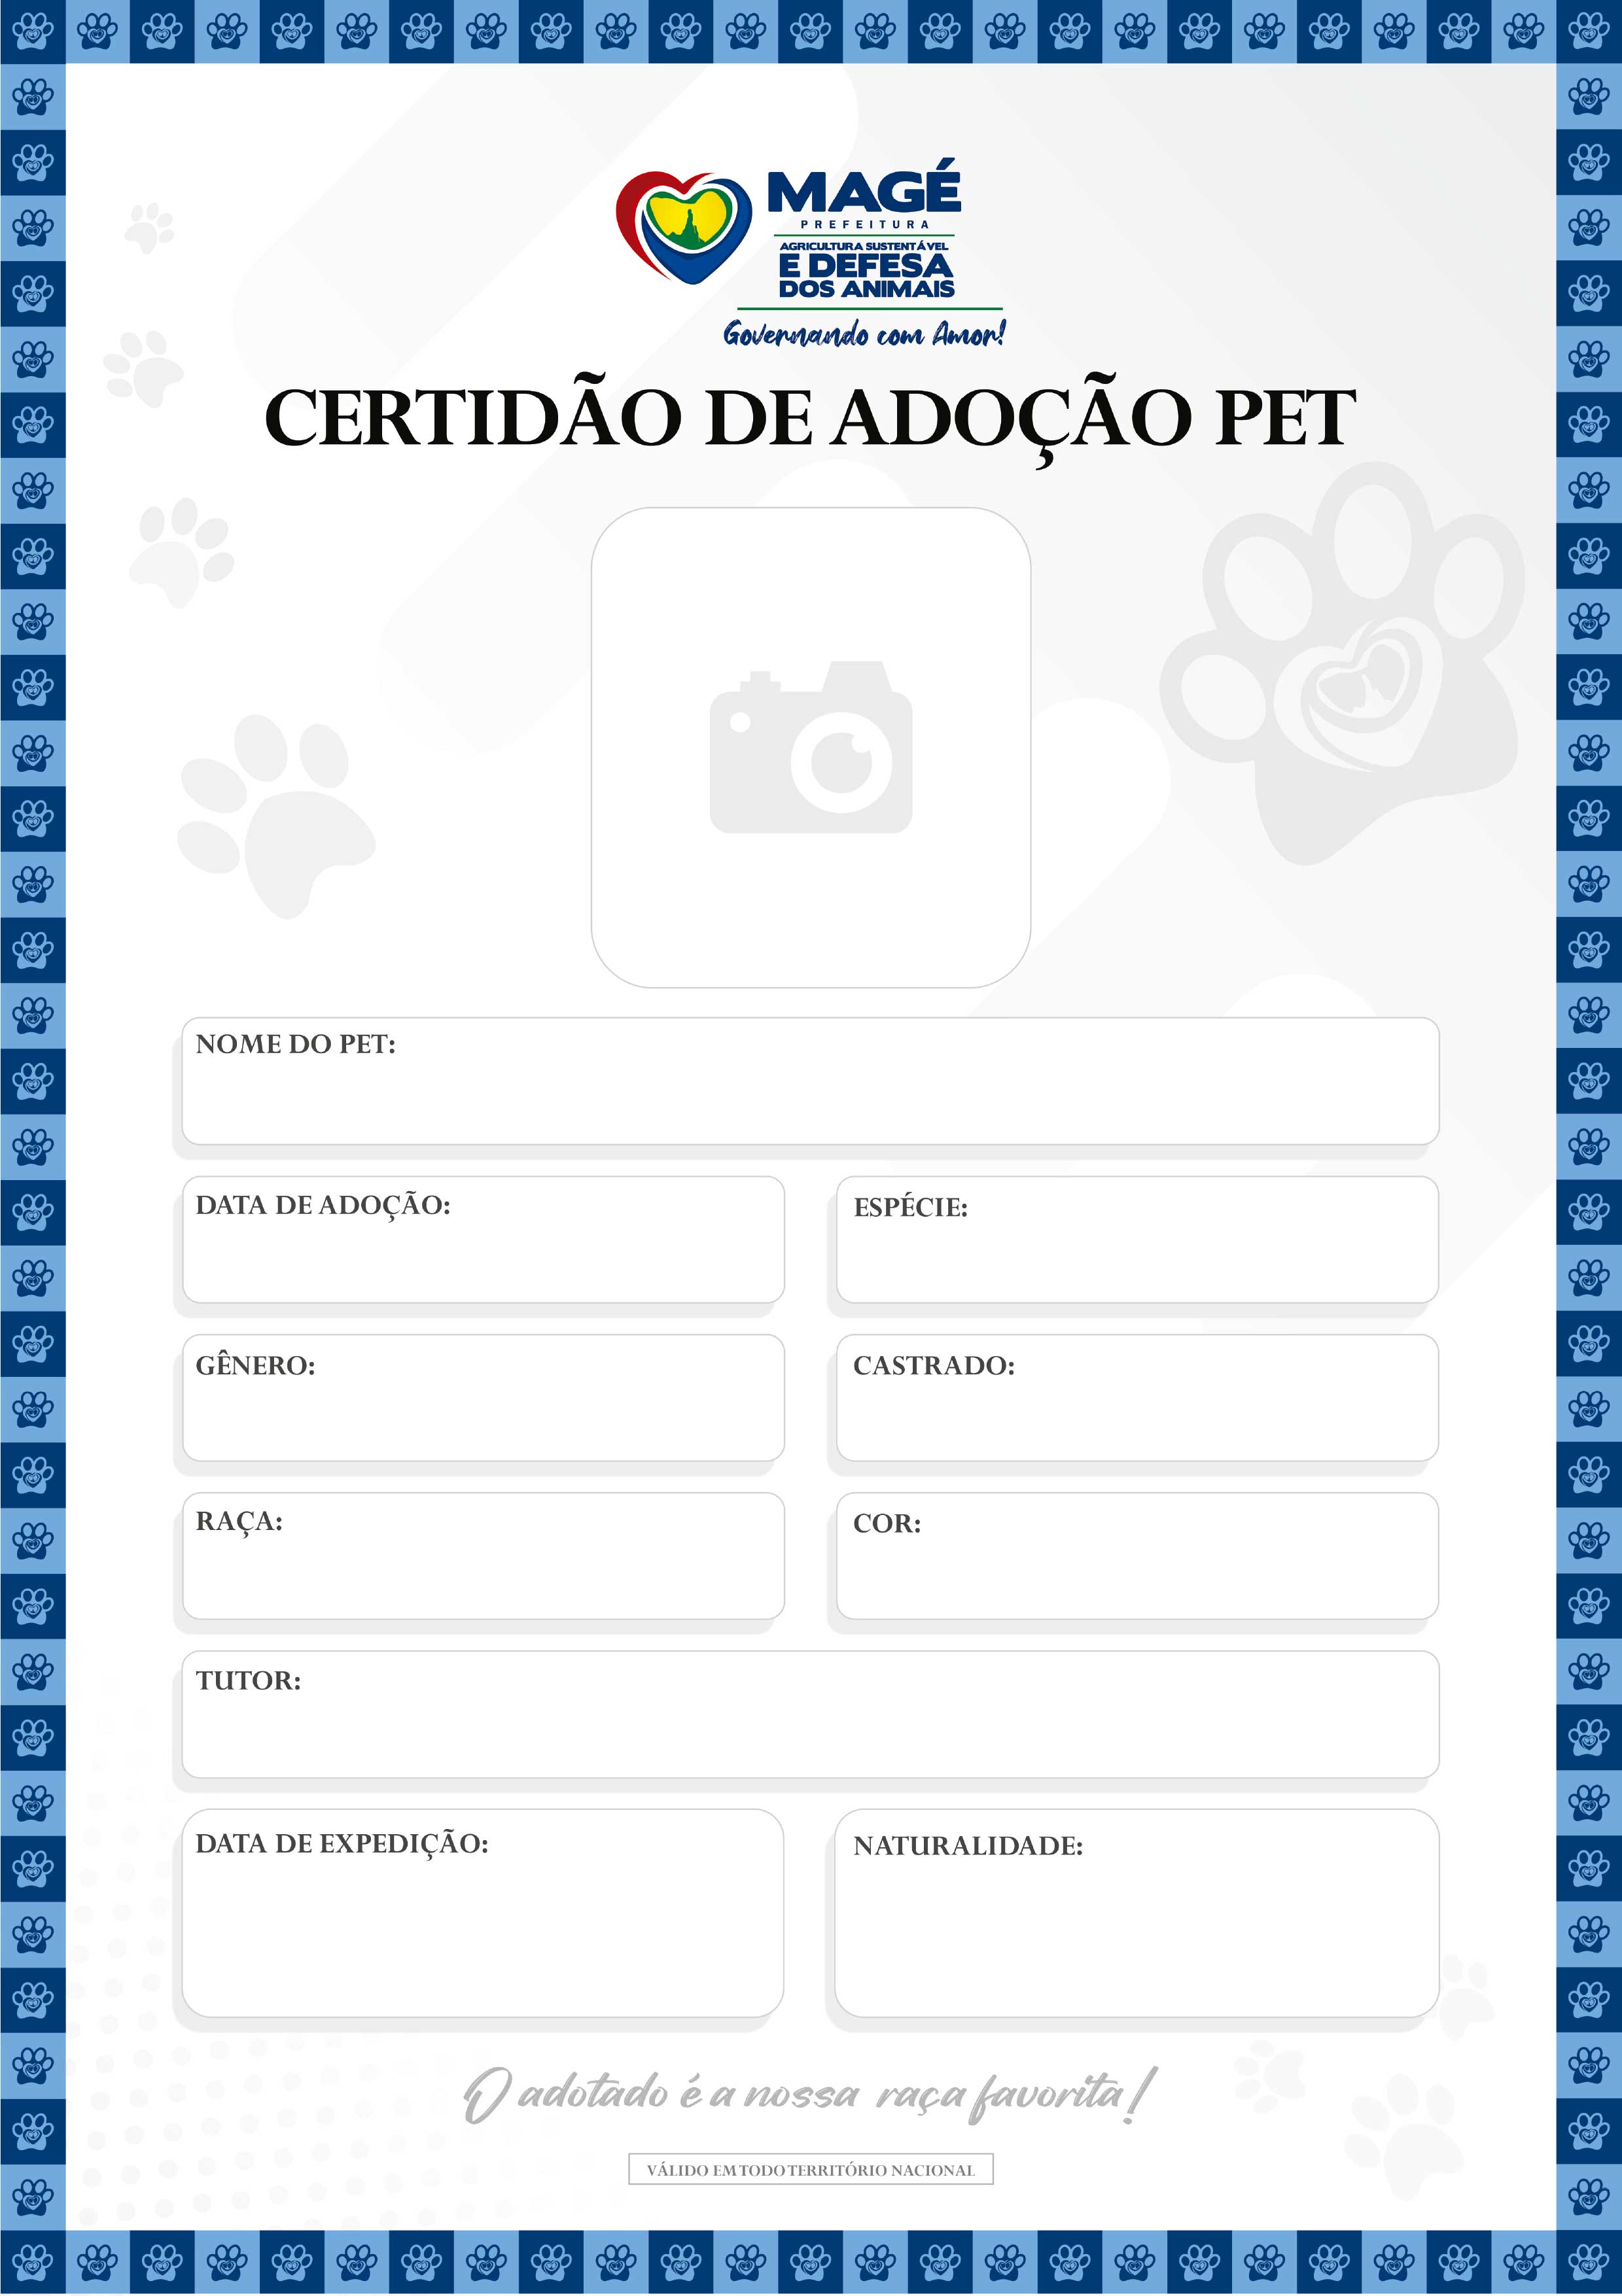 MAGÉ
PREFEITURA
AGRICULTURA SUSTENTÁVEL
E DEFESA
DOS ANIMAIS
Governando com Amor!
CERTIDÃO DE ADOÇÃO PET
NOME DO PET:
DATA DE ADOÇÃO:
ESPÉCIE:
GÊNERO:
CASTRADO:
RAÇA:
COR:
TUTOR:
DATA DE EXPEDIÇÃO:
NATURALIDADE:
O adotado é a nossa raça favorita!
VÁLIDO EM TODO TERRITÓRIO NACIONAL